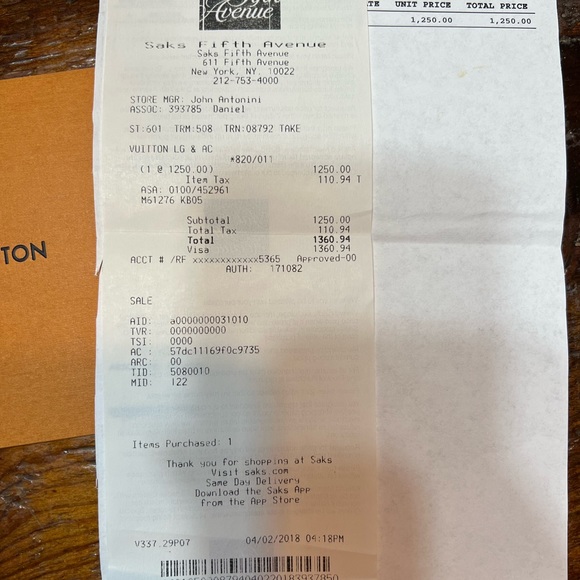 Fifth
Avenue
Saks Fifth Avenue
Saks Fifth Avenue
611 Fifth Avenue
New York, NY, 10022
212-753-4000
STORE MGR: John Antonini
ASSOC: 393785 Daniel
ST:601 TRM:508 TRN:08792 TAKE
VUITTON LG & AC
*820/011
(1 @ 1250.00) 1250.00
Item Tax 110.94 T
ASA: 0100/452961
M61276 KB05
Subtotal 1250.00
Total Tax 110.94
Total 1360.94
Visa 1360.94
ACCT # /RF xxxxxxxxxxxx5365 Approved-00
AUTH: 171082
SALE
AID: a0000000031010
TVR: 0000000000
TSI: 0000
AC : 57dc11169f0c9735
ARC: 00
TID: 5080010
MID: 122
Items Purchased: 1
Thank you for shopping at Saks
Visit saks.com
Same Day Delivery
Download the Saks App
from the App Store
V337.29P07 04/02/2018 04:18PM
TE UNIT PRICE TOTAL PRICE
1,250.00 1,250.00
TON